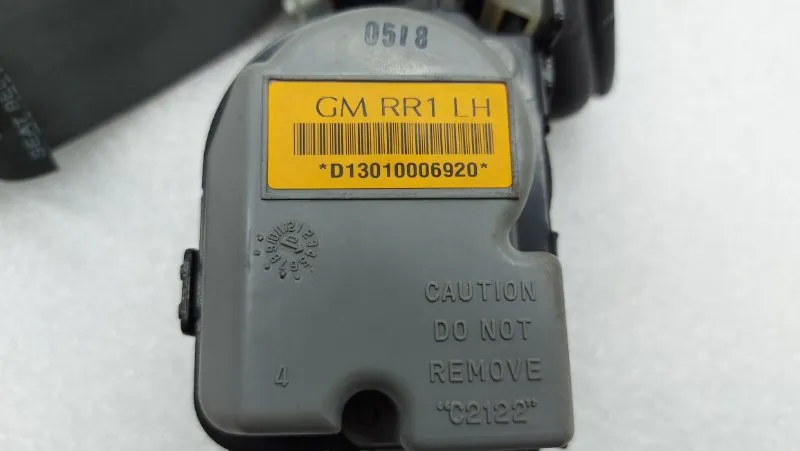 0518
GM RR1 LH
*D13010006920*
CAUTION
DO NOT
REMOVE
"C2122"
4